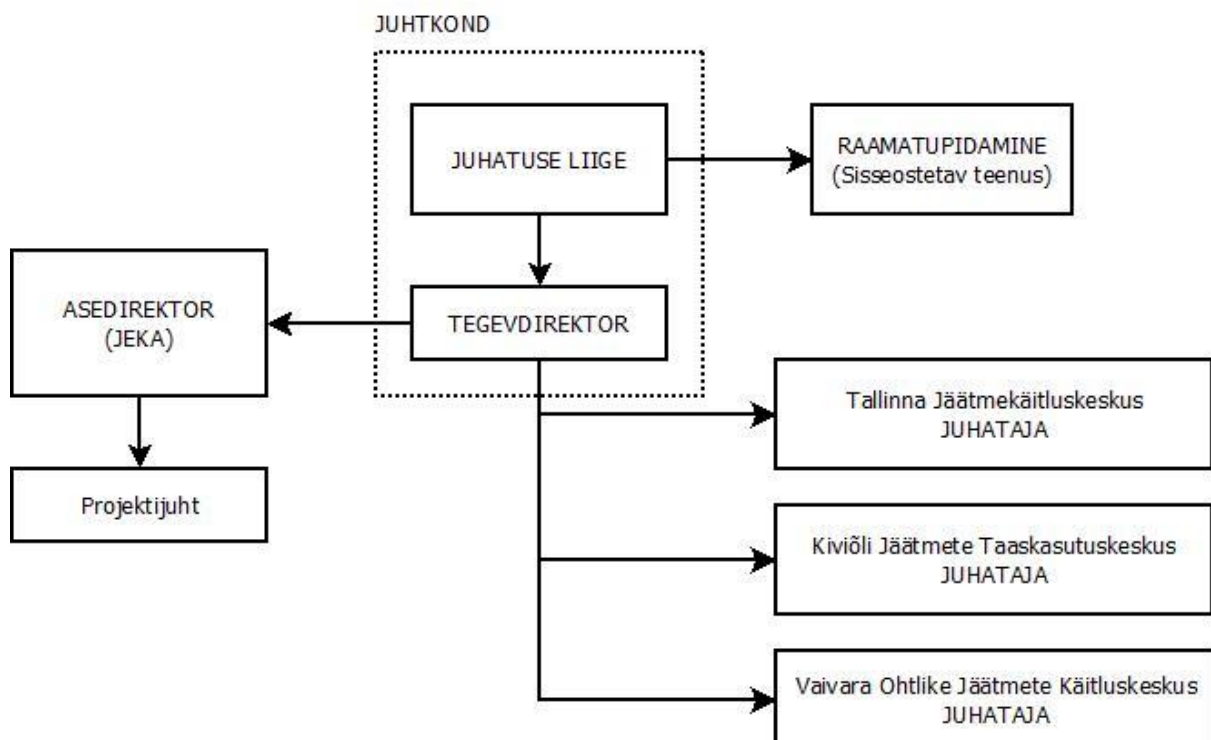 JUHTKOND
JUHATUSE LIIGE
RAAMATUPIDAMINE
(Sisseostetav teenus)
ASEDIREKTOR
(JEKA)
TEGEVDIREKTOR
Projektijuht
Tallinna Jäätmekäitluskeskus
JUHATAJA
Kiviõli Jäätmete Taaskasutuskeskus
JUHATAJA
Vaivara Ohtlike Jäätmete Käitluskeskus
JUHATAJA